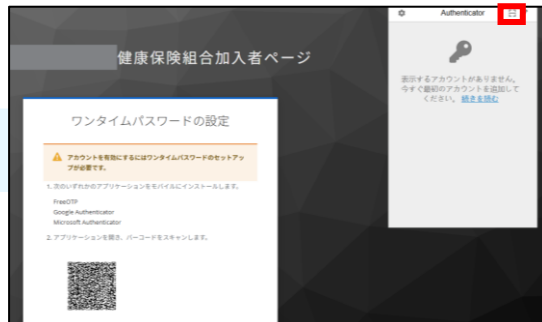 健康保険組合加入者ページ
ワンタイムパスワードの設定
アカウントを有効にするにはワンタイムパスワードのセットアッ
プが必要です。
1. 次のいずれかのアプリケーションをモバイルにインストールします。
FreeOTP
Google Authenticator
Microsoft Authenticator
2. アプリケーションを開き、バーコードをスキャンします。
Authenticator
表示するアカウントがありません。
今すぐ最初のアカウントを追加して
ください。 続きを読む